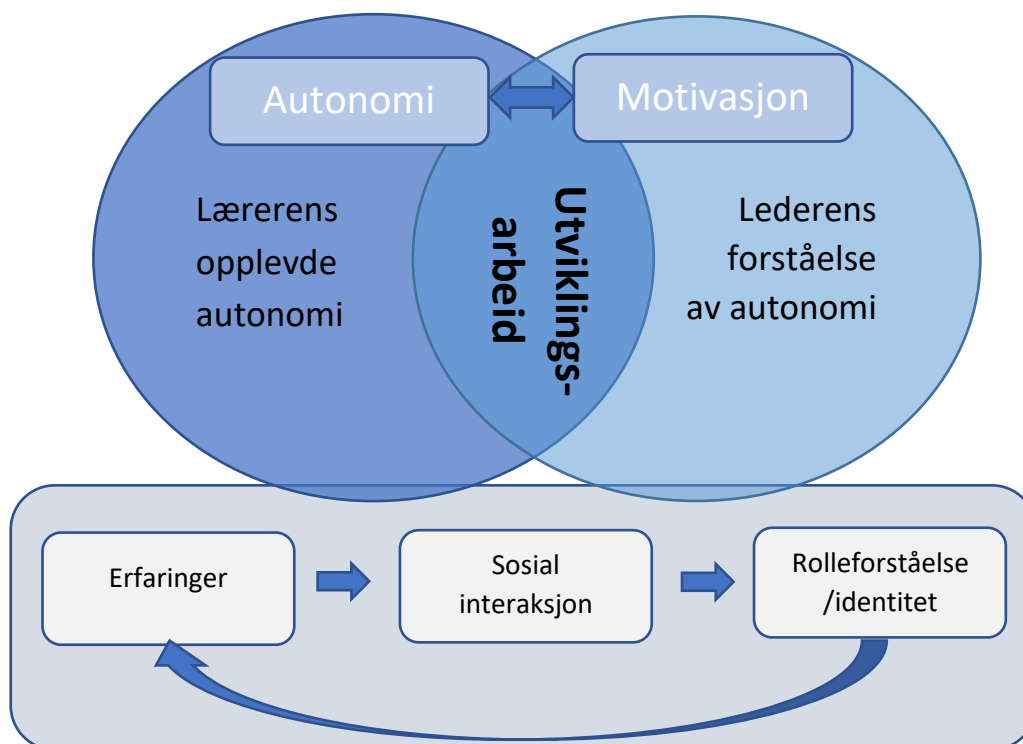 Autonomi
Motivasjon
Lærerens
opplevde
autonomi
Utviklings-
arbeid
Lederens
forståelse
av autonomi
Erfaringer
Sosial
interaksjon
Rolleforståelse
/identitet